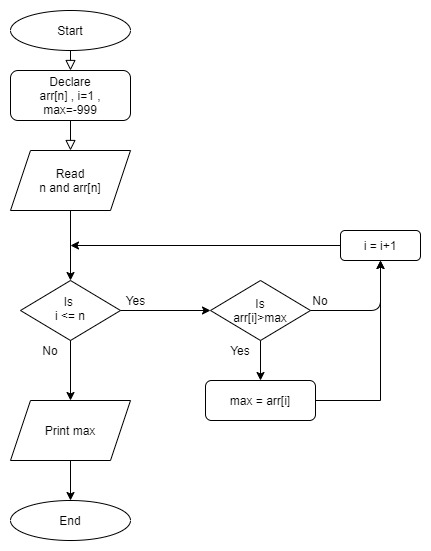 Start
Declare
arr[n] , i=1 ,
max=-999
Read
n and arr[n]
i = i+1
Is
i <= n
Yes
Is
arr[i]>max
No
No
Yes
max = arr[i]
Print max
End